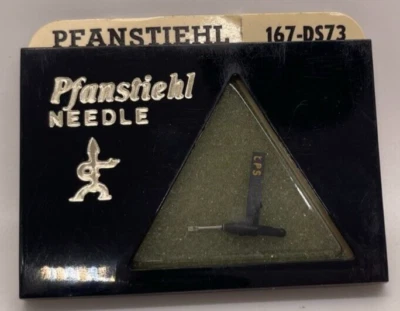 PFANSTIEHL 167-DS73
Pfanstiehl
NEEDLE
LPS